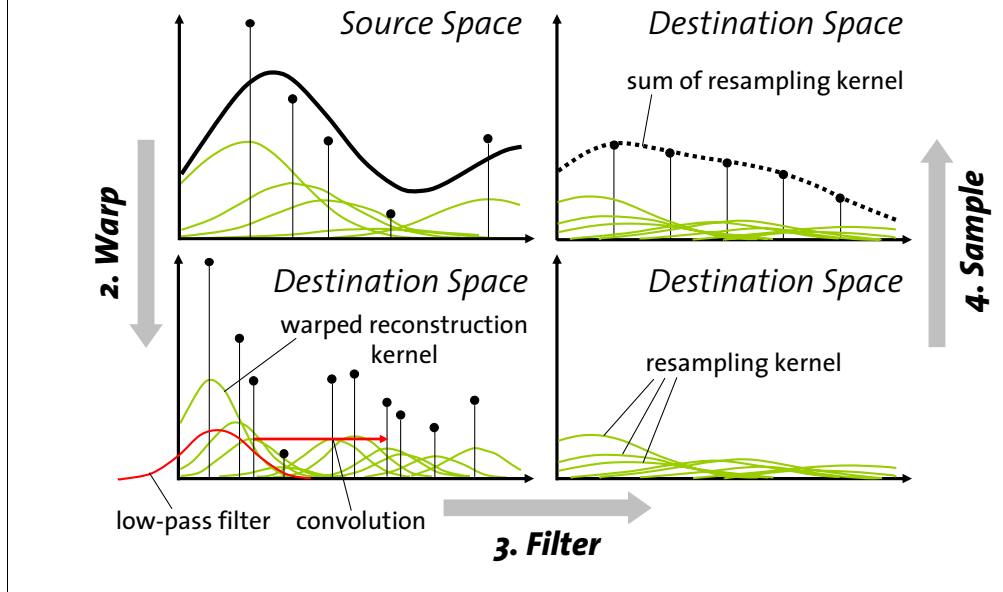 Source Space
Destination Space
sum of resampling kernel
2. Warp
4. Sample
Destination Space
Destination Space
warped reconstruction
kernel
resampling kernel
low-pass filter
convolution
3. Filter